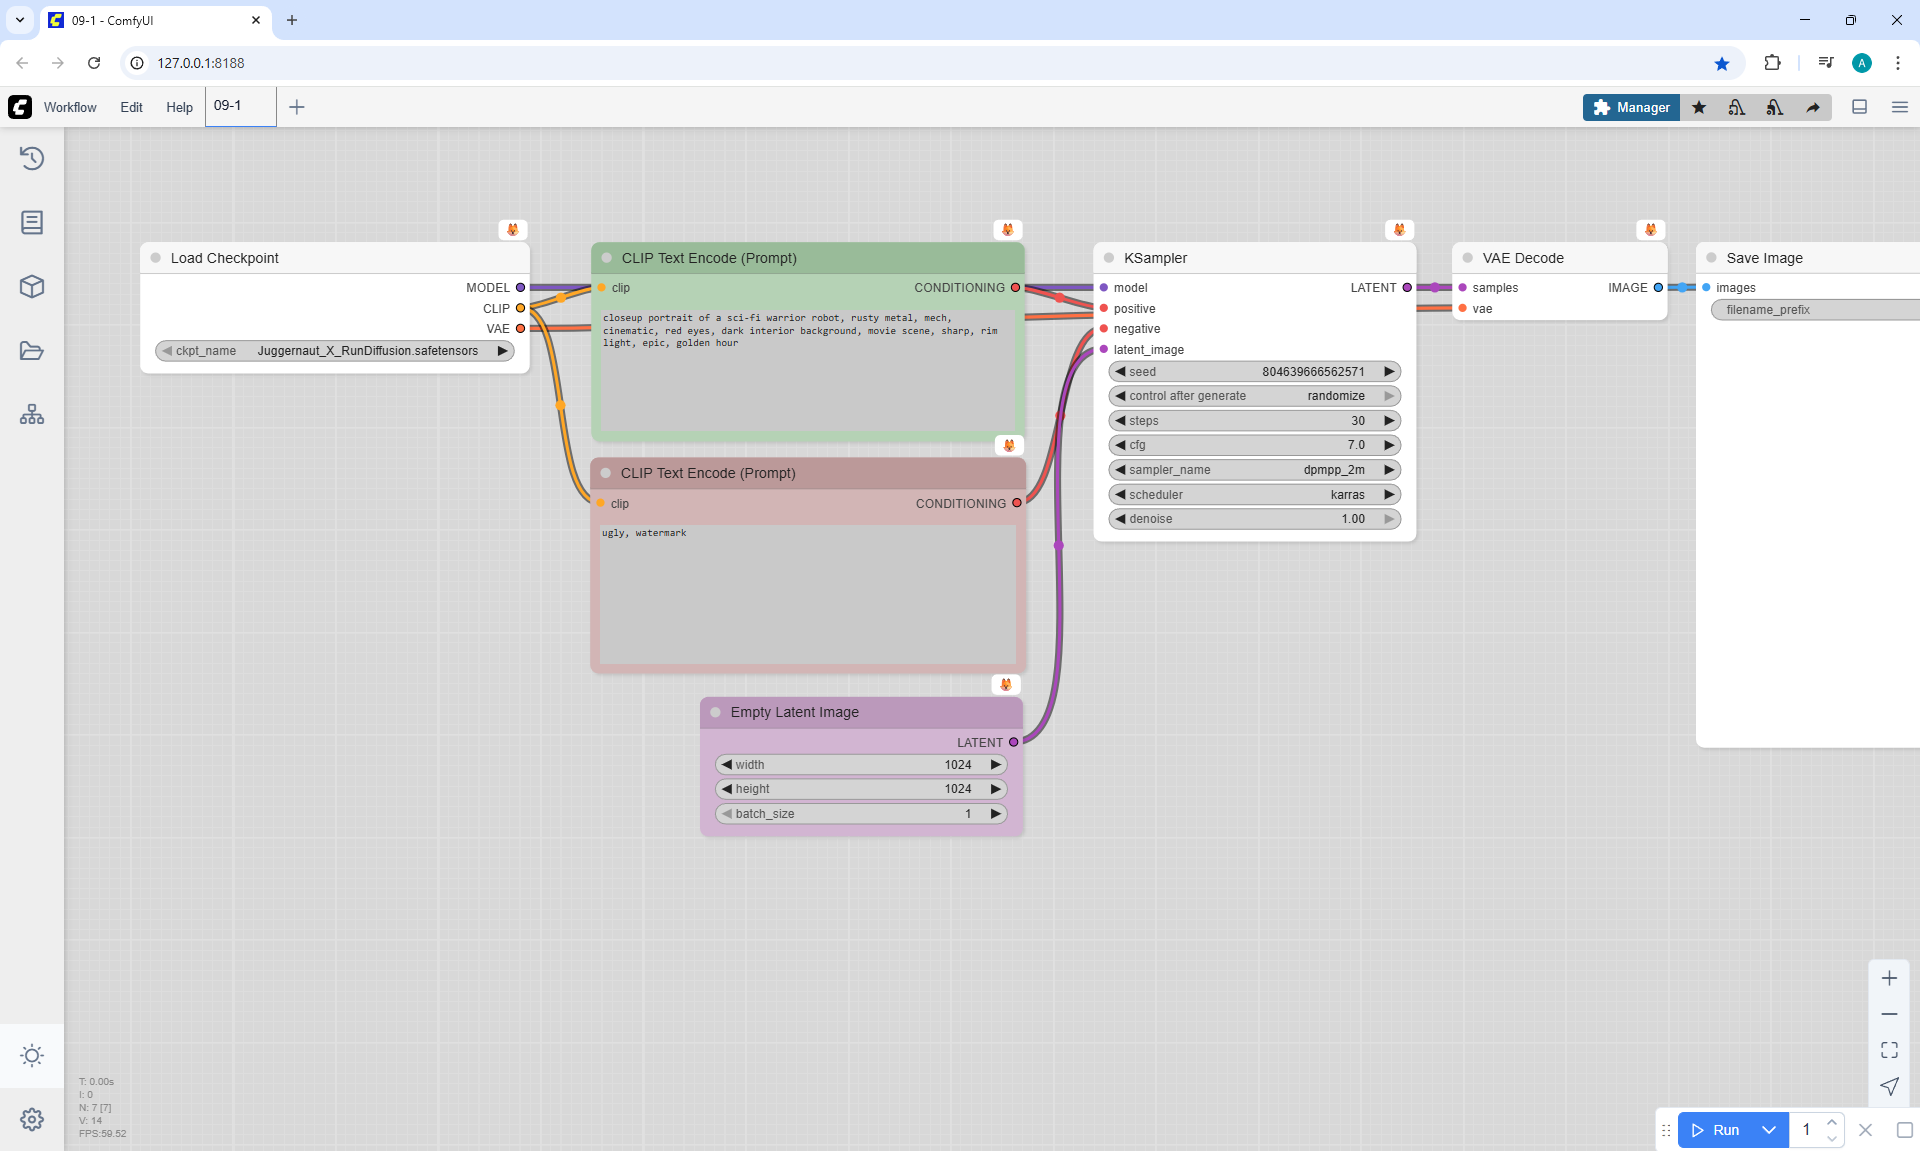 09-1 - ComfyUI
127.0.0.1:8188
Workflow Edit Help 09-1 Manager
Load Checkpoint
MODEL
CLIP
VAE
ckpt_name Juggernaut_X_RunDiffusion.safetensors
CLIP Text Encode (Prompt)
clip CONDITIONING
closeup portrait of a sci-fi warrior robot, rusty metal, mech,
cinematic, red eyes, dark interior background, movie scene, sharp, rim
light, epic, golden hour
CLIP Text Encode (Prompt)
clip CONDITIONING
ugly, watermark
Empty Latent Image
LATENT
width 1024
height 1024
batch_size 1
KSampler
model LATENT
positive
negative
latent_image
seed 804639666562571
control after generate randomize
steps 30
cfg 7.0
sampler_name dpmpp_2m
scheduler karras
denoise 1.00
VAE Decode
samples IMAGE
vae
Save Image
images
filename_prefix
T: 0.00s
I: 0
N: 7 [7]
V: 14
FPS:59.52
Run 1
A